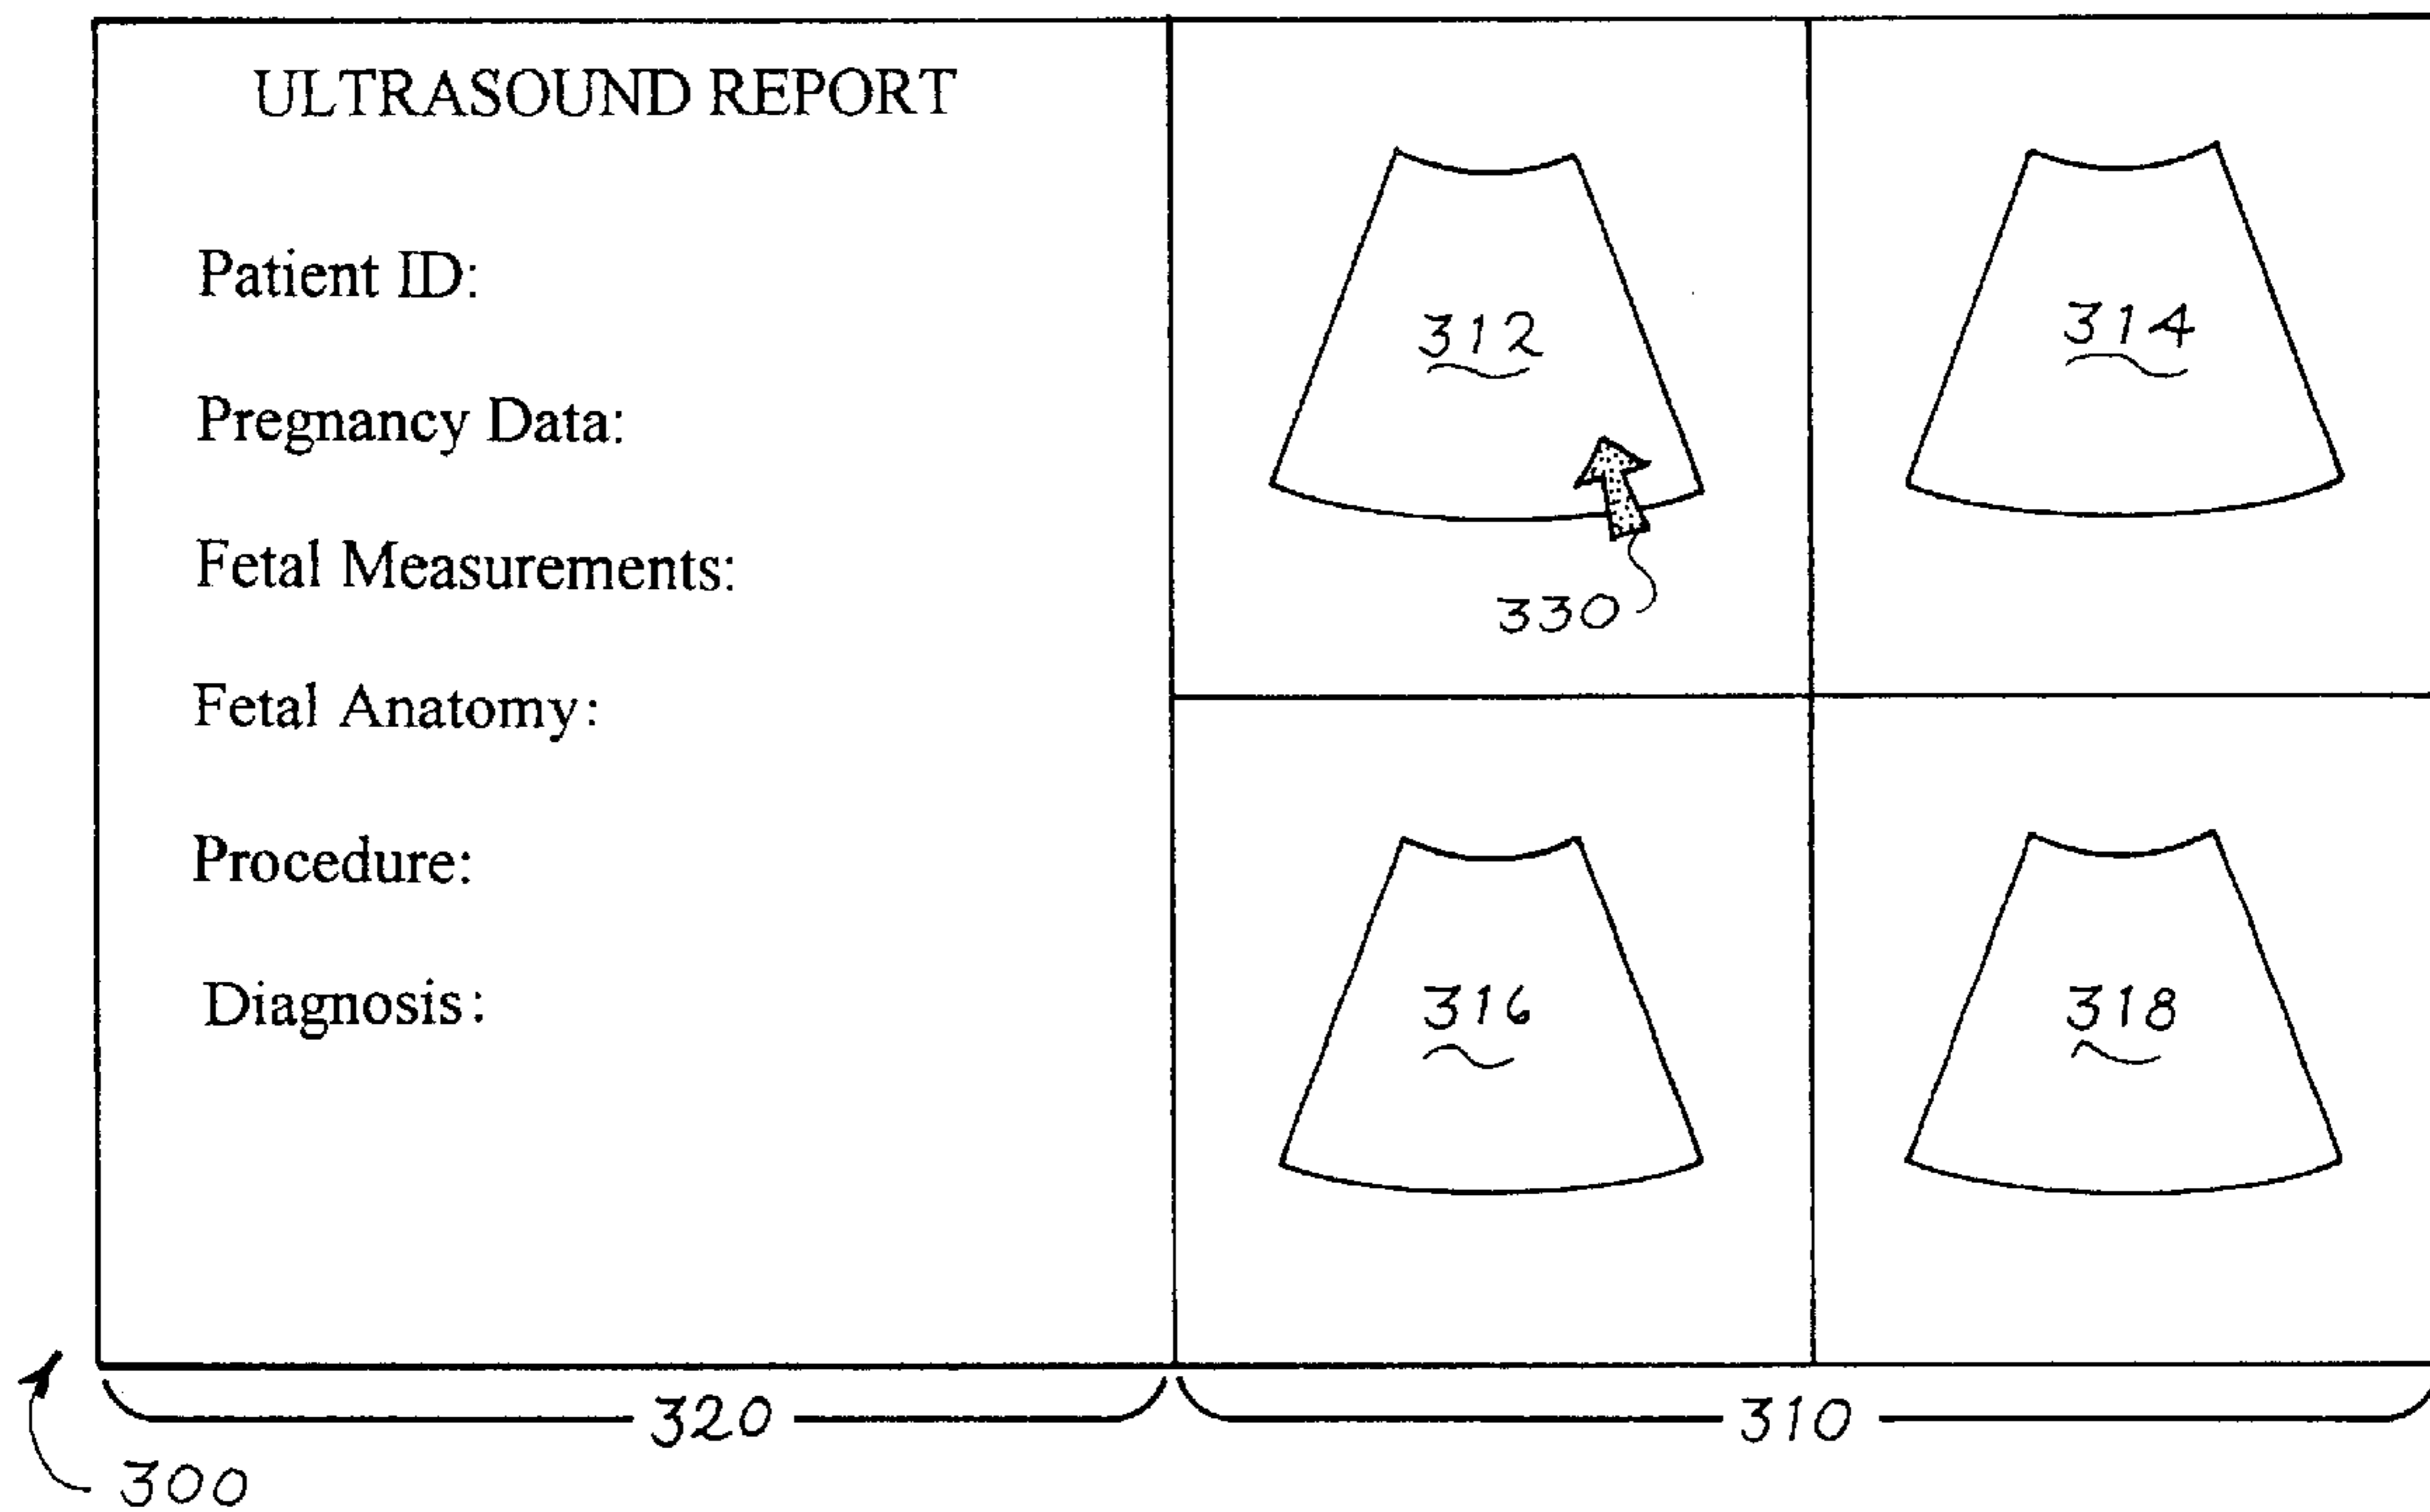 ULTRASOUND REPORT
Patient ID:
Pregnancy Data:
Fetal Measurements:
Fetal Anatomy:
Procedure:
Diagnosis:
312
314
330
316
318
320
310
300